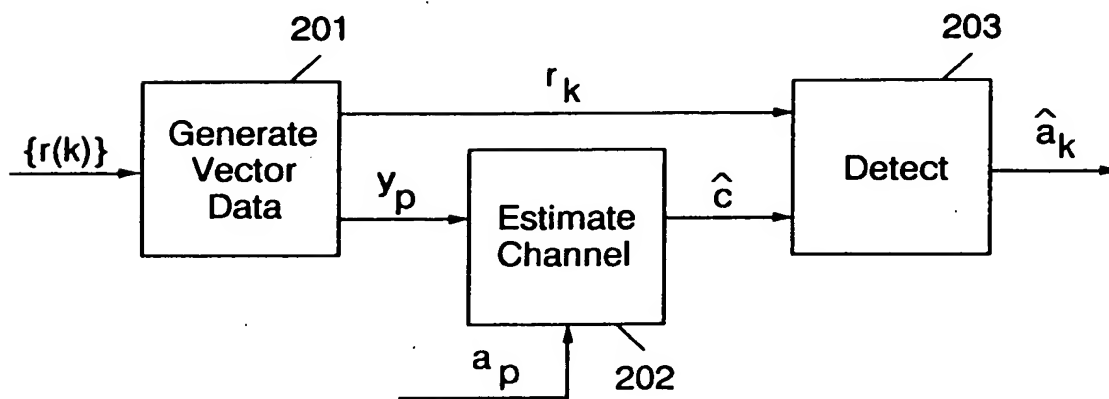 201
203
{r(k)}
Generate
Vector
Data
r_k
y_p
Estimate
Channel
ĉ
Detect
â_k
a_p
202